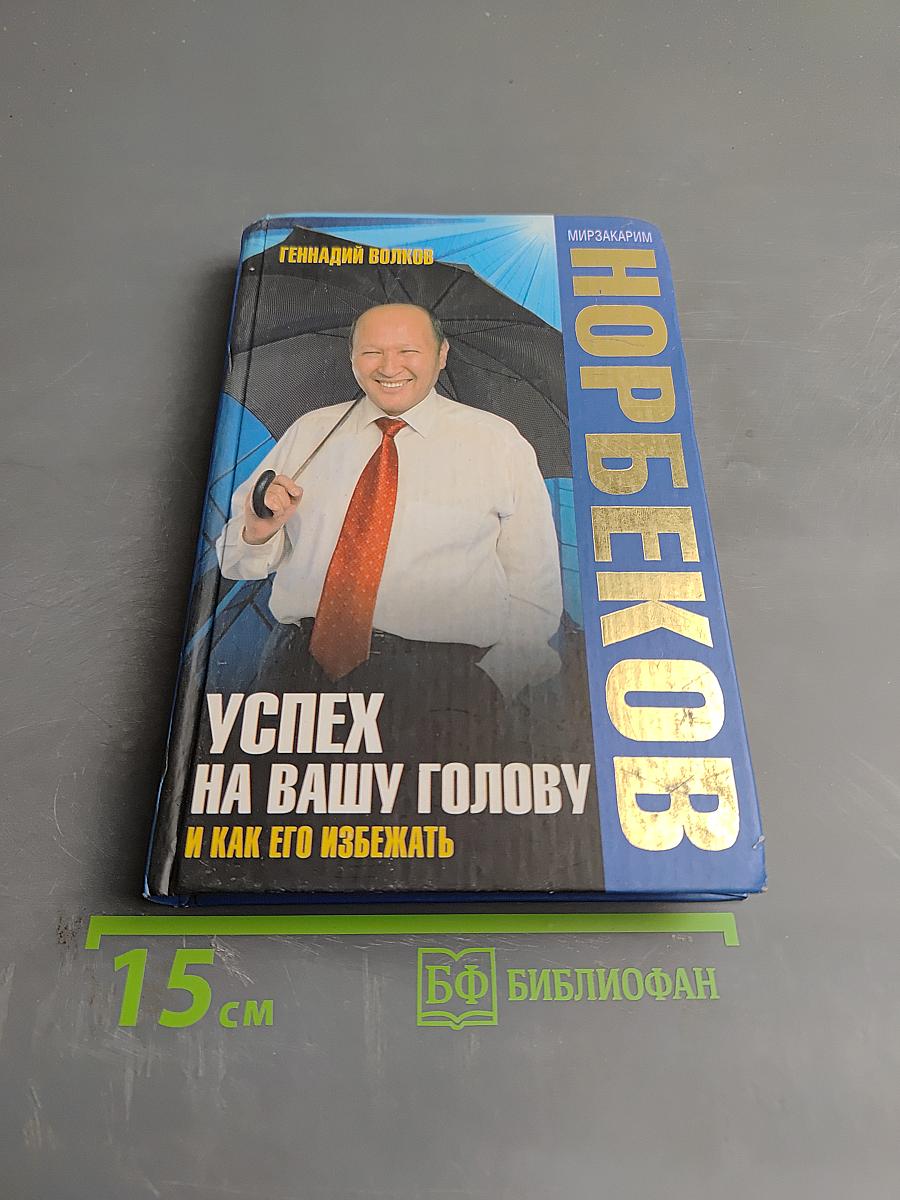 ГЕННАДИЙ ВОЛКОВ
МИРЗАКАРИМ
НОРБЕКОВ
УСПЕХ
НА ВАШУ ГОЛОВУ
И КАК ЕГО ИЗБЕЖАТЬ
15 см
БФ БИБЛИОФАН